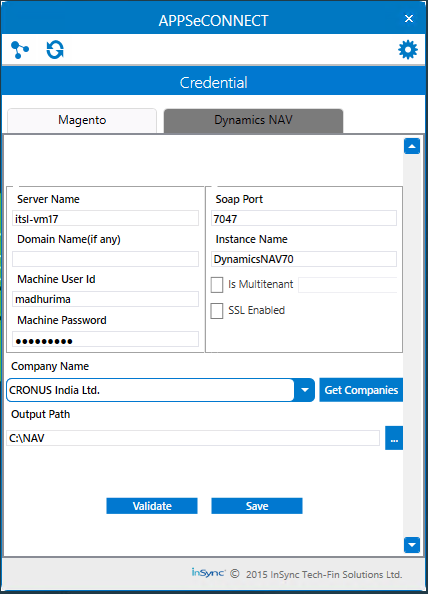 APPSeCONNECT
Credential
Magento
Dynamics NAV
Server Name
itsl-vm17
Domain Name(if any)
Machine User Id
madhurima
Machine Password
●●●●●●●●●
Soap Port
7047
Instance Name
DynamicsNAV70
Is Multitenant
SSL Enabled
Company Name
CRONUS India Ltd.
Get Companies
Output Path
C:\NAV
...
Validate
Save
inSync © 2015 InSync Tech-Fin Solutions Ltd.